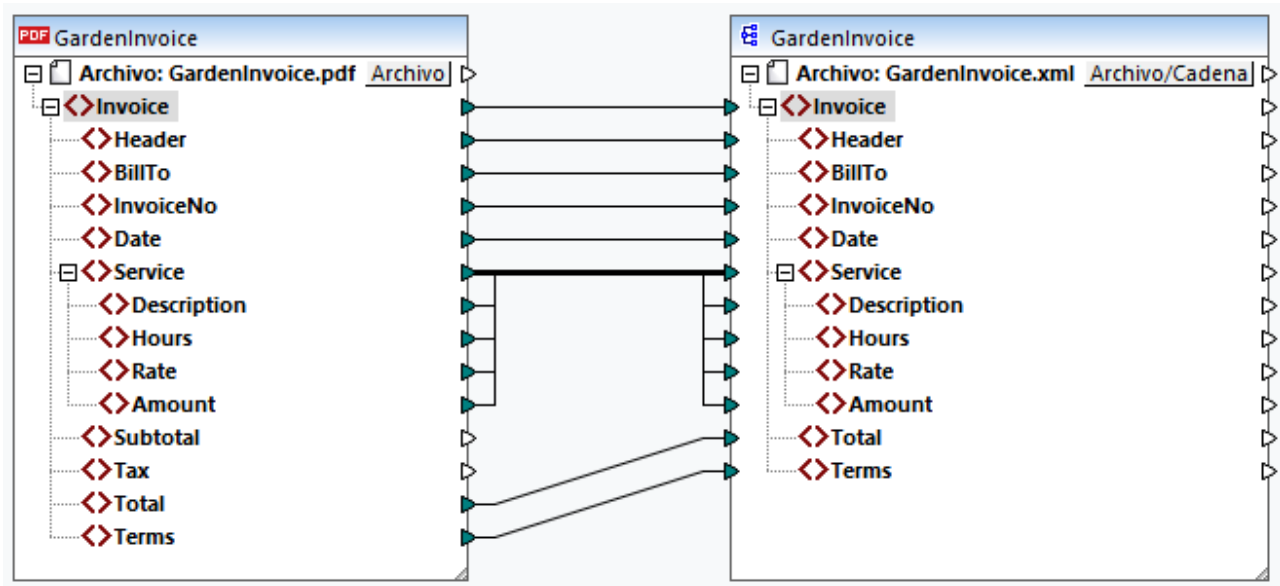 PDF GardenInvoice
Archivo: GardenInvoice.pdf Archivo
Invoice
Header
BillTo
InvoiceNo
Date
Service
Description
Hours
Rate
Amount
Subtotal
Tax
Total
Terms
GardenInvoice
Archivo: GardenInvoice.xml Archivo/Cadena
Invoice
Header
BillTo
InvoiceNo
Date
Service
Description
Hours
Rate
Amount
Total
Terms